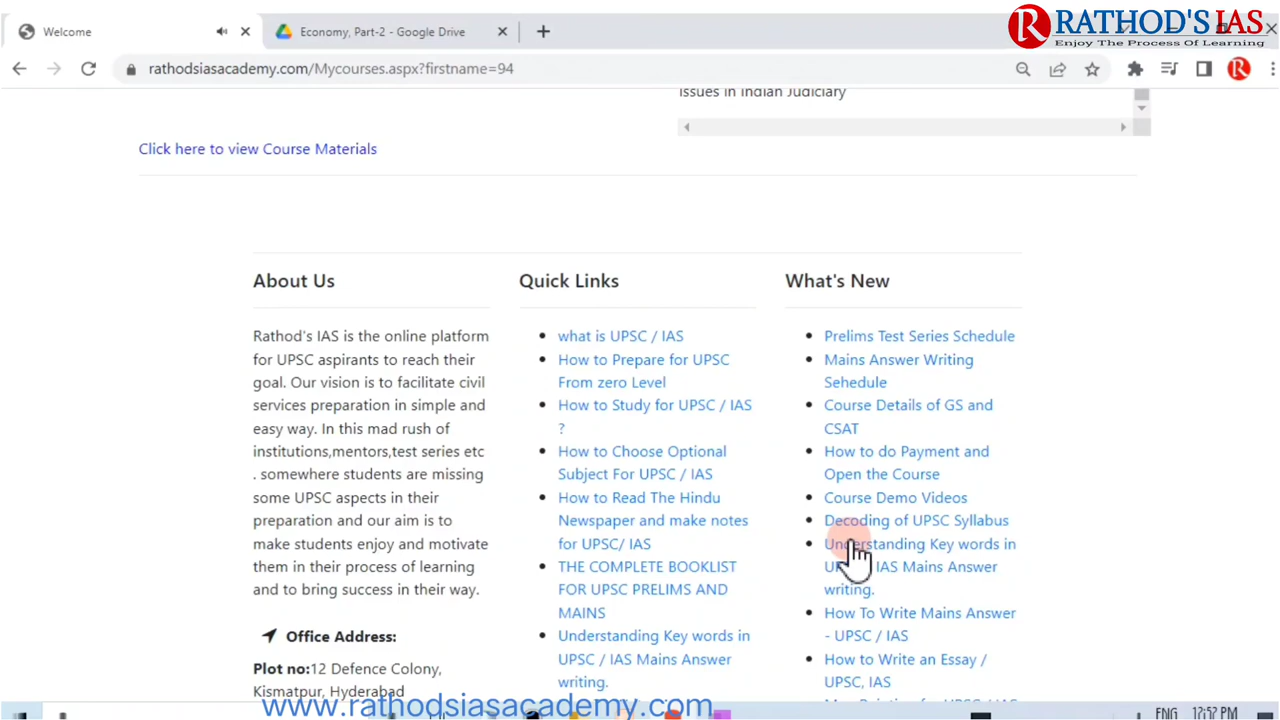 RATHOD'S IAS
Enjoy The Process Of Learning
Welcome
Economy, Part-2 - Google Drive
rathodsiasacademy.com/Mycourses.aspx?firstname=94
R
Issues in Indian Judiciary
Click here to view Course Materials
About Us
Rathod's IAS is the online platform
for UPSC aspirants to reach their
goal. Our vision is to facilitate civil
services preparation in simple and
easy way. In this mad rush of
institutions,mentors,test series etc
. somewhere students are missing
some UPSC aspects in their
preparation and our aim is to
make students enjoy and motivate
them in their process of learning
and to bring success in their way.
Office Address:
Plot no:12 Defence Colony,
Kismatpur, Hyderabad
Quick Links
what is UPSC / IAS
How to Prepare for UPSC
From zero Level
How to Study for UPSC / IAS
?
How to Choose Optional
Subject For UPSC / IAS
How to Read The Hindu
Newspaper and make notes
for UPSC/ IAS
THE COMPLETE BOOKLIST
FOR UPSC PRELIMS AND
MAINS
Understanding Key words in
UPSC / IAS Mains Answer
writing.
What's New
Prelims Test Series Schedule
Mains Answer Writing
Sehedule
Course Details of GS and
CSAT
How to do Payment and
Open the Course
Course Demo Videos
Decoding of UPSC Syllabus
Understanding Key words in
IAS Mains Answer
writing.
How To Write Mains Answer
- UPSC / IAS
How to Write an Essay /
UPSC, IAS
www.rathodsiasacademy.com
ENG 12:52 PM